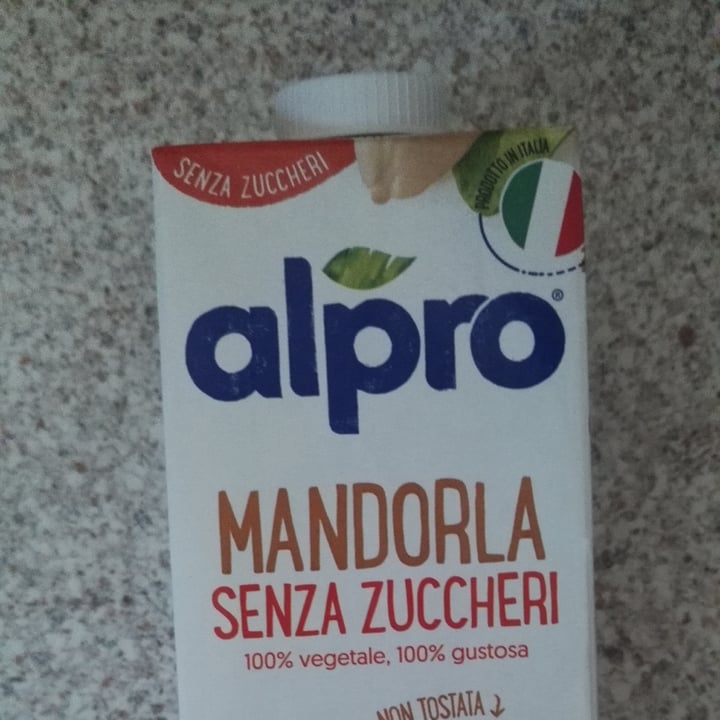 SENZA ZUCCHERI
PRODOTTO IN ITALIA
alpro®
MANDORLA
SENZA ZUCCHERI
100% vegetale, 100% gustosa
NON TOSTATA